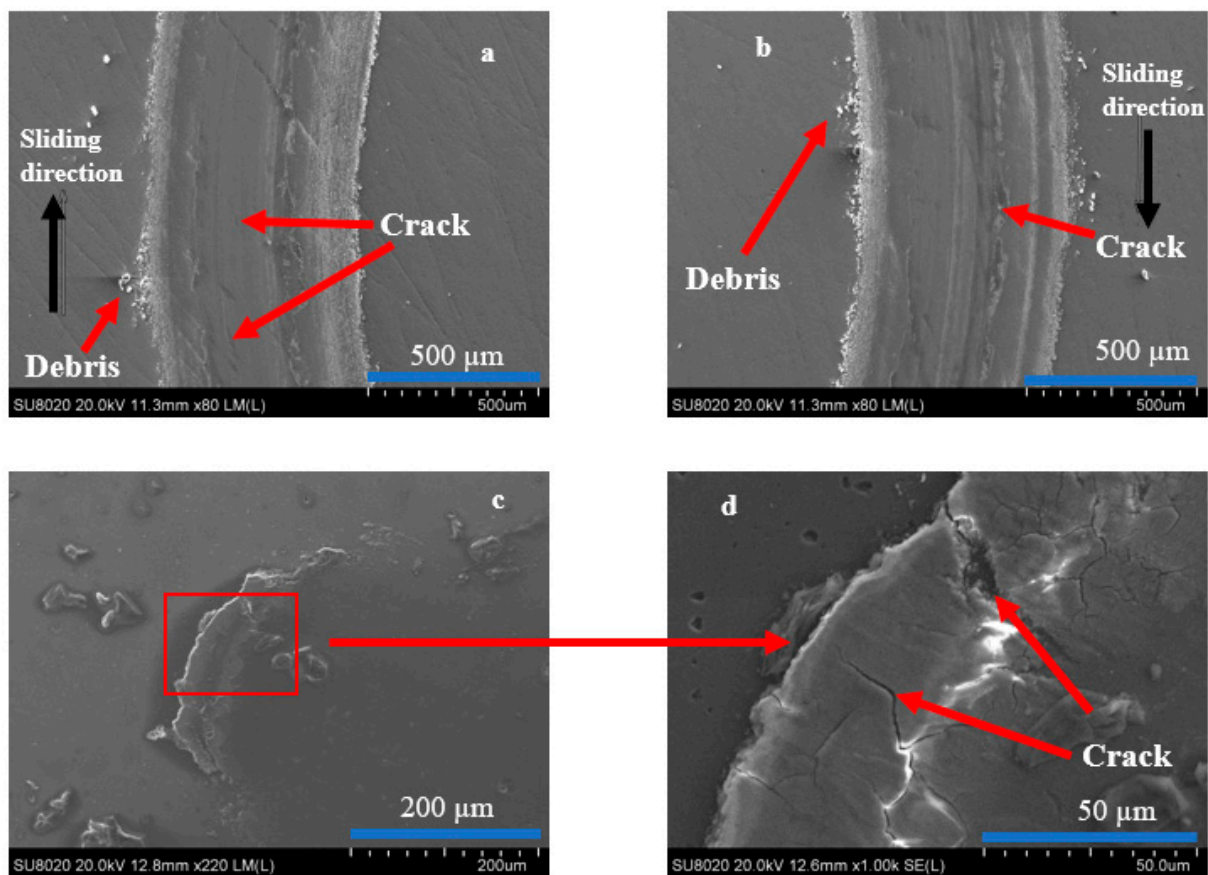 a
Sliding
direction
Crack
Debris
500 µm
SU8020 20.0kV 11.3mm x80 LM(L)
500um
b
Sliding
direction
Crack
Debris
500 µm
SU8020 20.0kV 11.3mm x80 LM(L)
500um
c
200 µm
SU8020 20.0kV 12.8mm x220 LM(L)
200um
d
Crack
50 µm
SU8020 20.0kV 12.6mm x1.00k SE(L)
50.0um